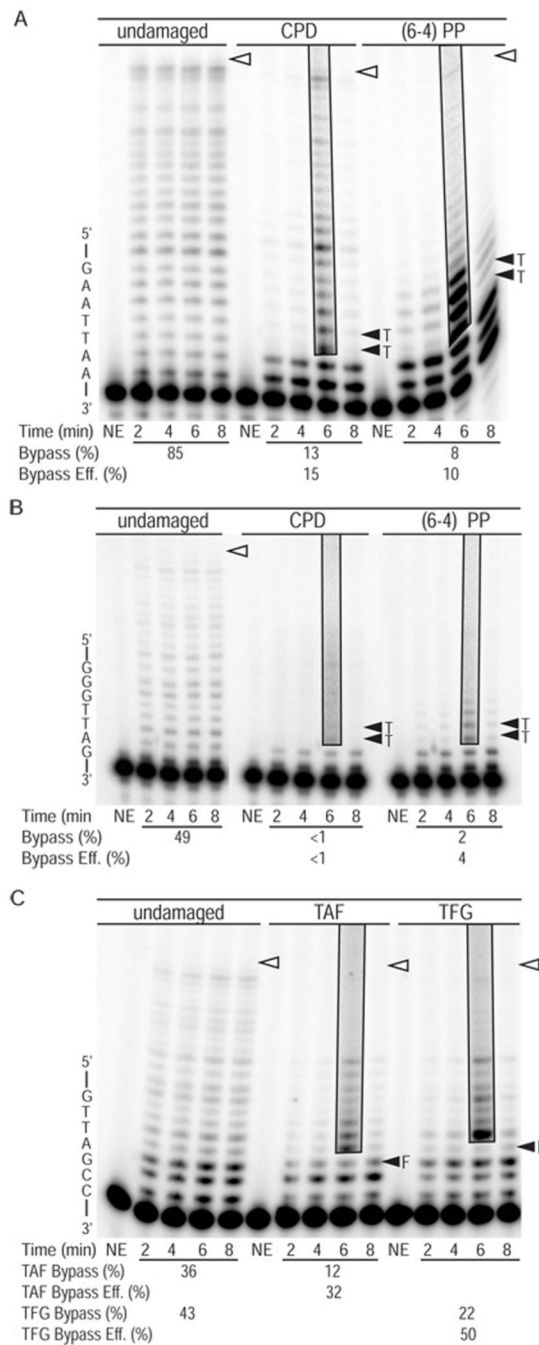 A
undamaged CPD (6-4) PP
T
T
5'
G
A
A
T
T
A
A
3'
Time (min) NE 2 4 6 8 NE 2 4 6 8 NE 2 4 6 8
Bypass (%) 85 13 8
Bypass Eff. (%) 15 10
B
undamaged CPD (6-4) PP
5'
G
G
G
T
T
A
G
3'
T
T
T
T
Time (min NE 2 4 6 8 NE 2 4 6 8 NE 2 4 6 8
Bypass (%) 49 <1 2
Bypass Eff. (%) <1 4
C
undamaged TAF TFG
5'
G
T
T
A
G
C
C
3'
F
Time (min) NE 2 4 6 8 NE 2 4 6 8 NE 2 4 6 8
TAF Bypass (%) 36 12
TAF Bypass Eff. (%) 32
TFG Bypass (%) 43 22
TFG Bypass Eff. (%) 50